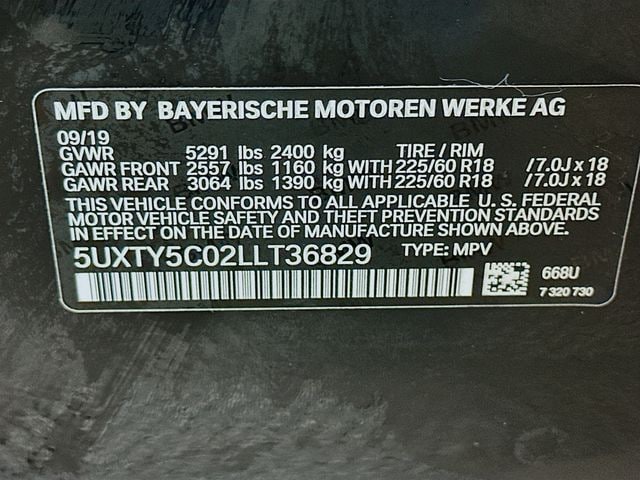 MFD BY BAYERISCHE MOTOREN WERKE AG
09/19
GVWR 5291 lbs 2400 kg TIRE / RIM
GAWR FRONT 2557 lbs 1160 kg WITH 225/60 R18 /7.0J x 18
GAWR REAR 3064 lbs 1390 kg WITH 225/60 R18 /7.0J x 18
THIS VEHICLE CONFORMS TO ALL APPLICABLE U. S. FEDERAL
MOTOR VEHICLE SAFETY AND THEFT PREVENTION STANDARDS
IN EFFECT ON THE DATE OF MANUFACTURE SHOWN ABOVE.
5UXTY5C02LLT36829 TYPE: MPV
668U
7 320 730